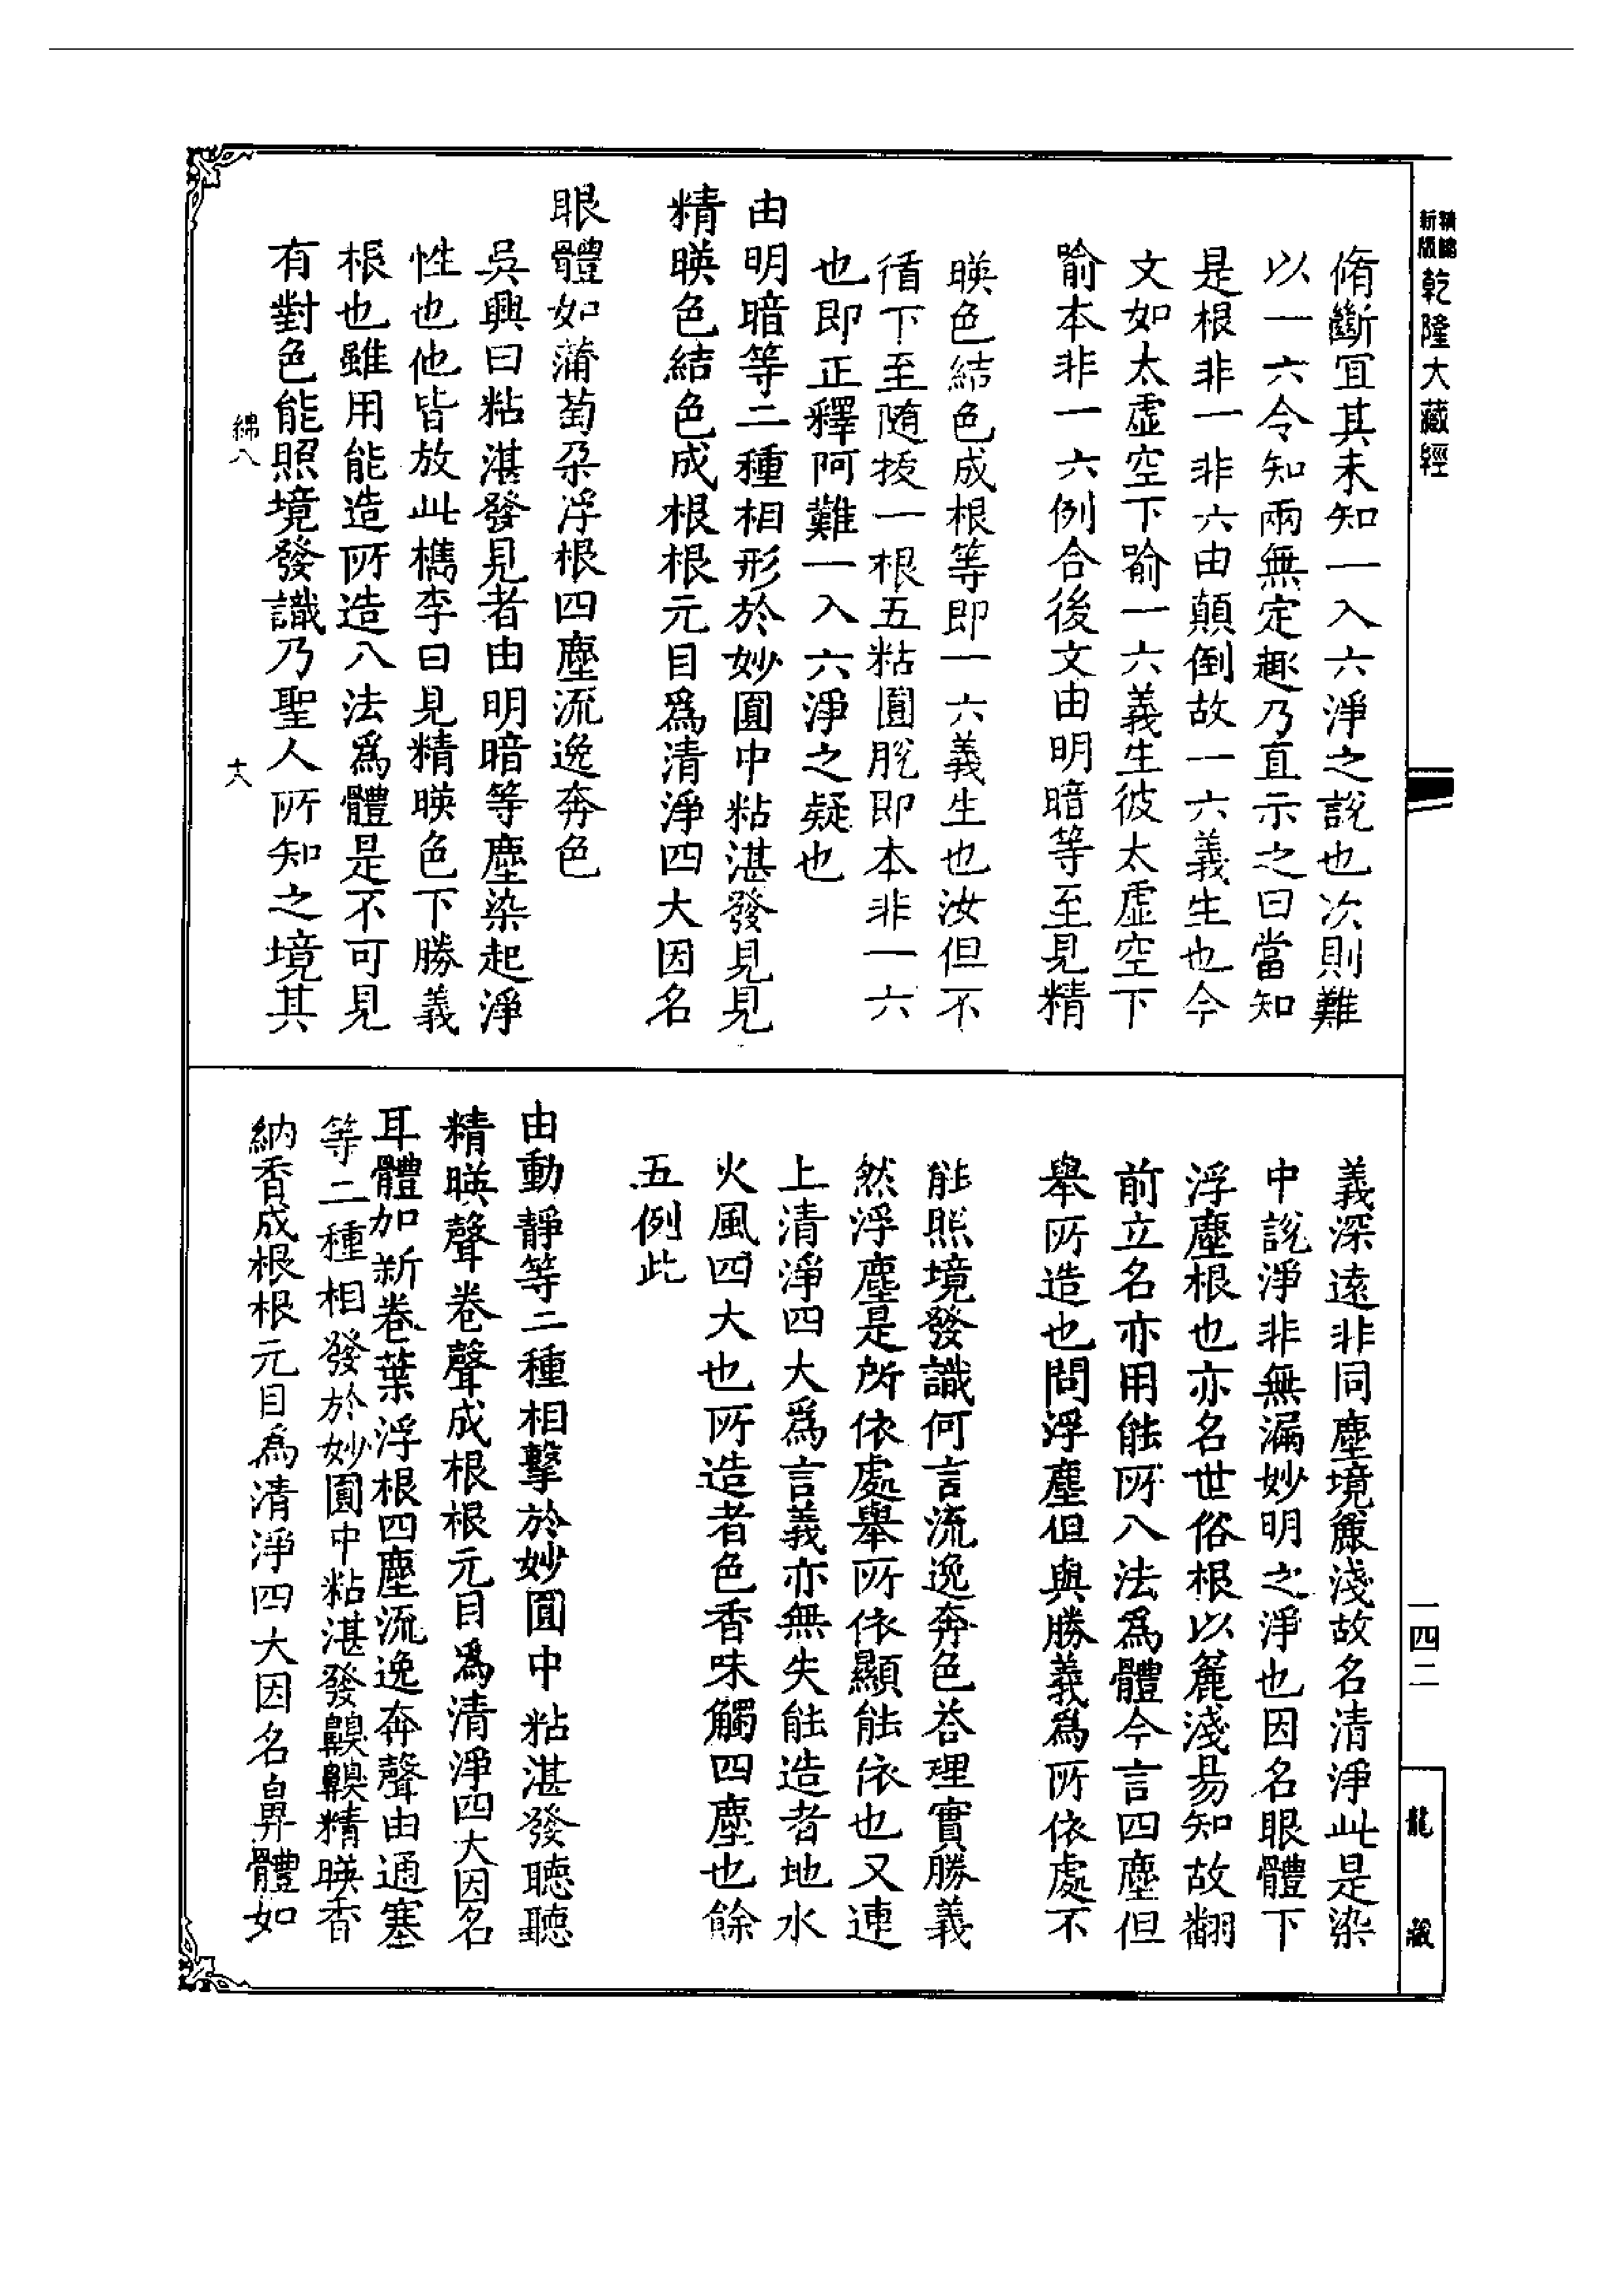 精縮新版乾隆大藏經
脩斷宜其未知一入六淨之說也次則難
以一六令知兩無定趣乃直示之曰當知
是根非一非六由顛倒故一六義生也今
文如太虛空下喻一六義生彼太虛空下
喻本非一六例合後文由明暗等至見精
暎色結色成根等即一六義生也汝但不
循下至隨拔一根五粘圓脫即本非一六
也即正釋阿難一入六淨之疑也
由明暗等二種相形於妙圓中粘湛發見見
精暎色結色成根根元目爲清淨四大因名
眼體如蒲萄朶浮根四塵流逸奔色
吳興曰粘湛發見者由明暗等塵染起淨
性也他皆放此檇李曰見精暎色下勝義
根也雖用能造所造八法爲體是不可見
有對色能照境發識乃聖人所知之境其
綿八
十六
義深遠非同塵境麤淺故名清淨此是染
中說淨非無漏妙明之淨也因名眼體下
浮塵根也亦名世俗根以麤淺易知故翻
前立名亦用能所八法爲體今言四塵但
舉所造也問浮塵但與勝義爲所依處不
能照境發識何言流逸奔色答理實勝義
然浮塵是所依處舉所依顯能依也又連
上清淨四大爲言義亦無失能造者地水
火風四大也所造者色香味觸四塵也餘
五例此
由動靜等二種相擊於妙圓中粘湛發聽聽
精暎聲卷聲成根根元目爲清淨四大因名
耳體如新卷葉浮根四塵流逸奔聲由通塞
等二種相發於妙圓中粘湛發齅齅精暎香
納香成根根元目爲清淨四大因名鼻體如
一四二
龍藏